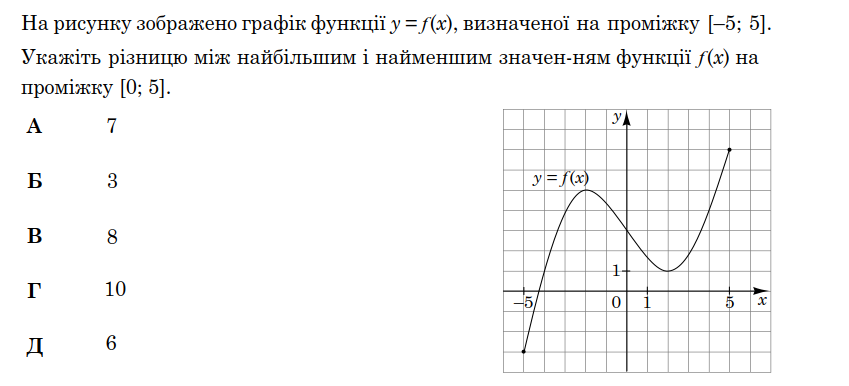 На рисунку зображено графік функції y = f(x), визначеної на проміжку [–5; 5].
Укажіть різницю між найбільшим і найменшим значен-ням функції f(x) на
проміжку [0; 5].
А 7
Б 3
В 8
Г 10
Д 6
y
y = f(x)
1
–5 0 1 5 x